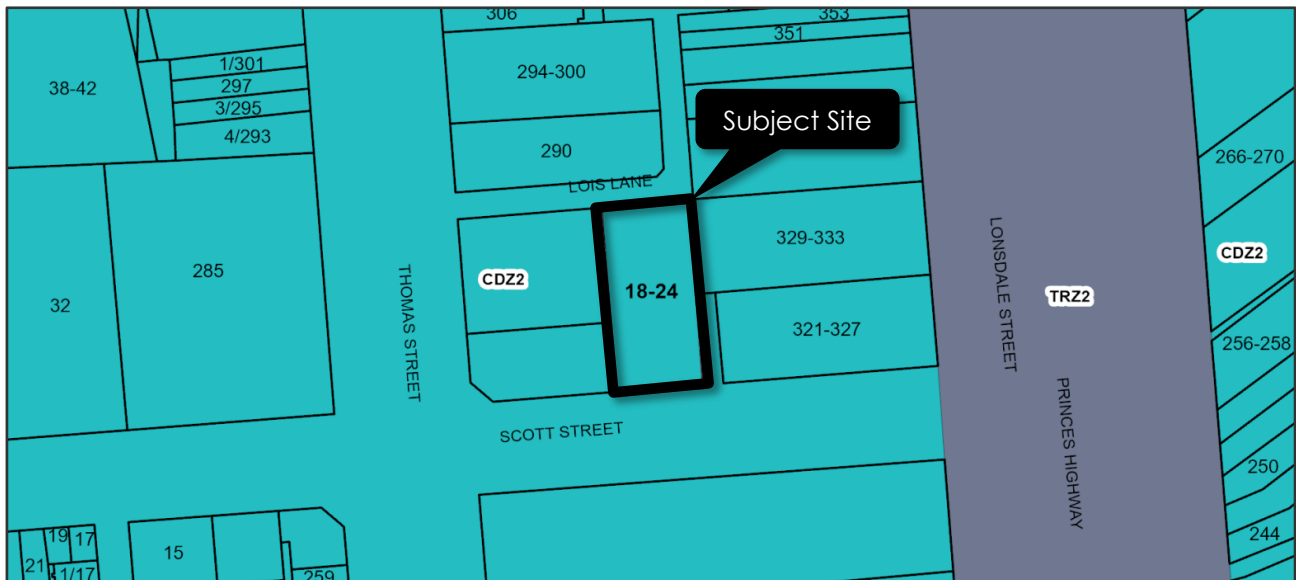 306
353
351
1/301
297
3/295
4/293
38-42
294-300
290
Subject Site
266-270
LOIS LANE
329-333
CDZ2
285
32
CDZ2
18-24
TRZ2
THOMAS STREET
LONSDALE STREET
321-327
256-258
SCOTT STREET
PRINCES HIGHWAY
250
244
19
17
15
21
1/17
259